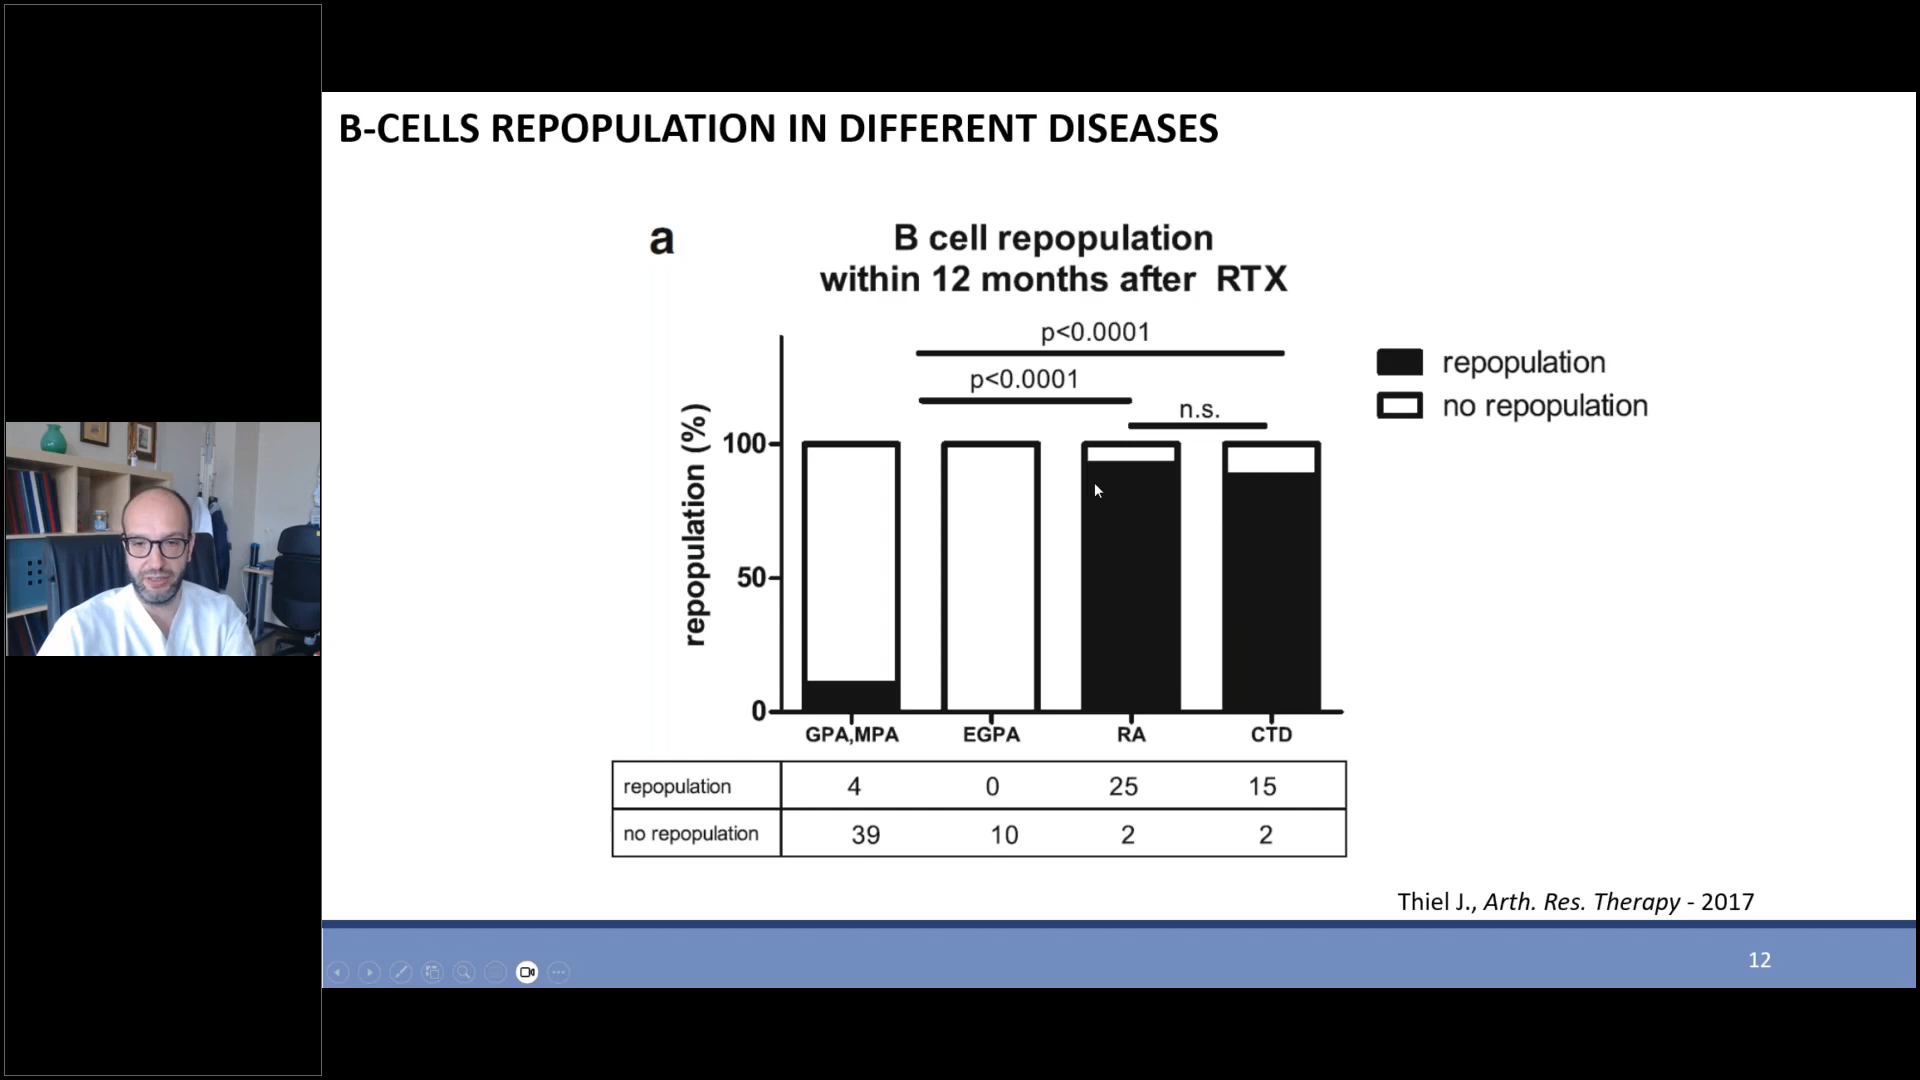 B-CELLS REPOPULATION IN DIFFERENT DISEASES
a
B cell repopulation
within 12 months after RTX
p<0.0001
p<0.0001
n.s.
repopulation
no repopulation
repopulation (%)
100
50
0
GPA,MPA EGPA RA CTD
repopulation 4 0 25 15
no repopulation 39 10 2 2
Thiel J., Arth. Res. Therapy - 2017
12